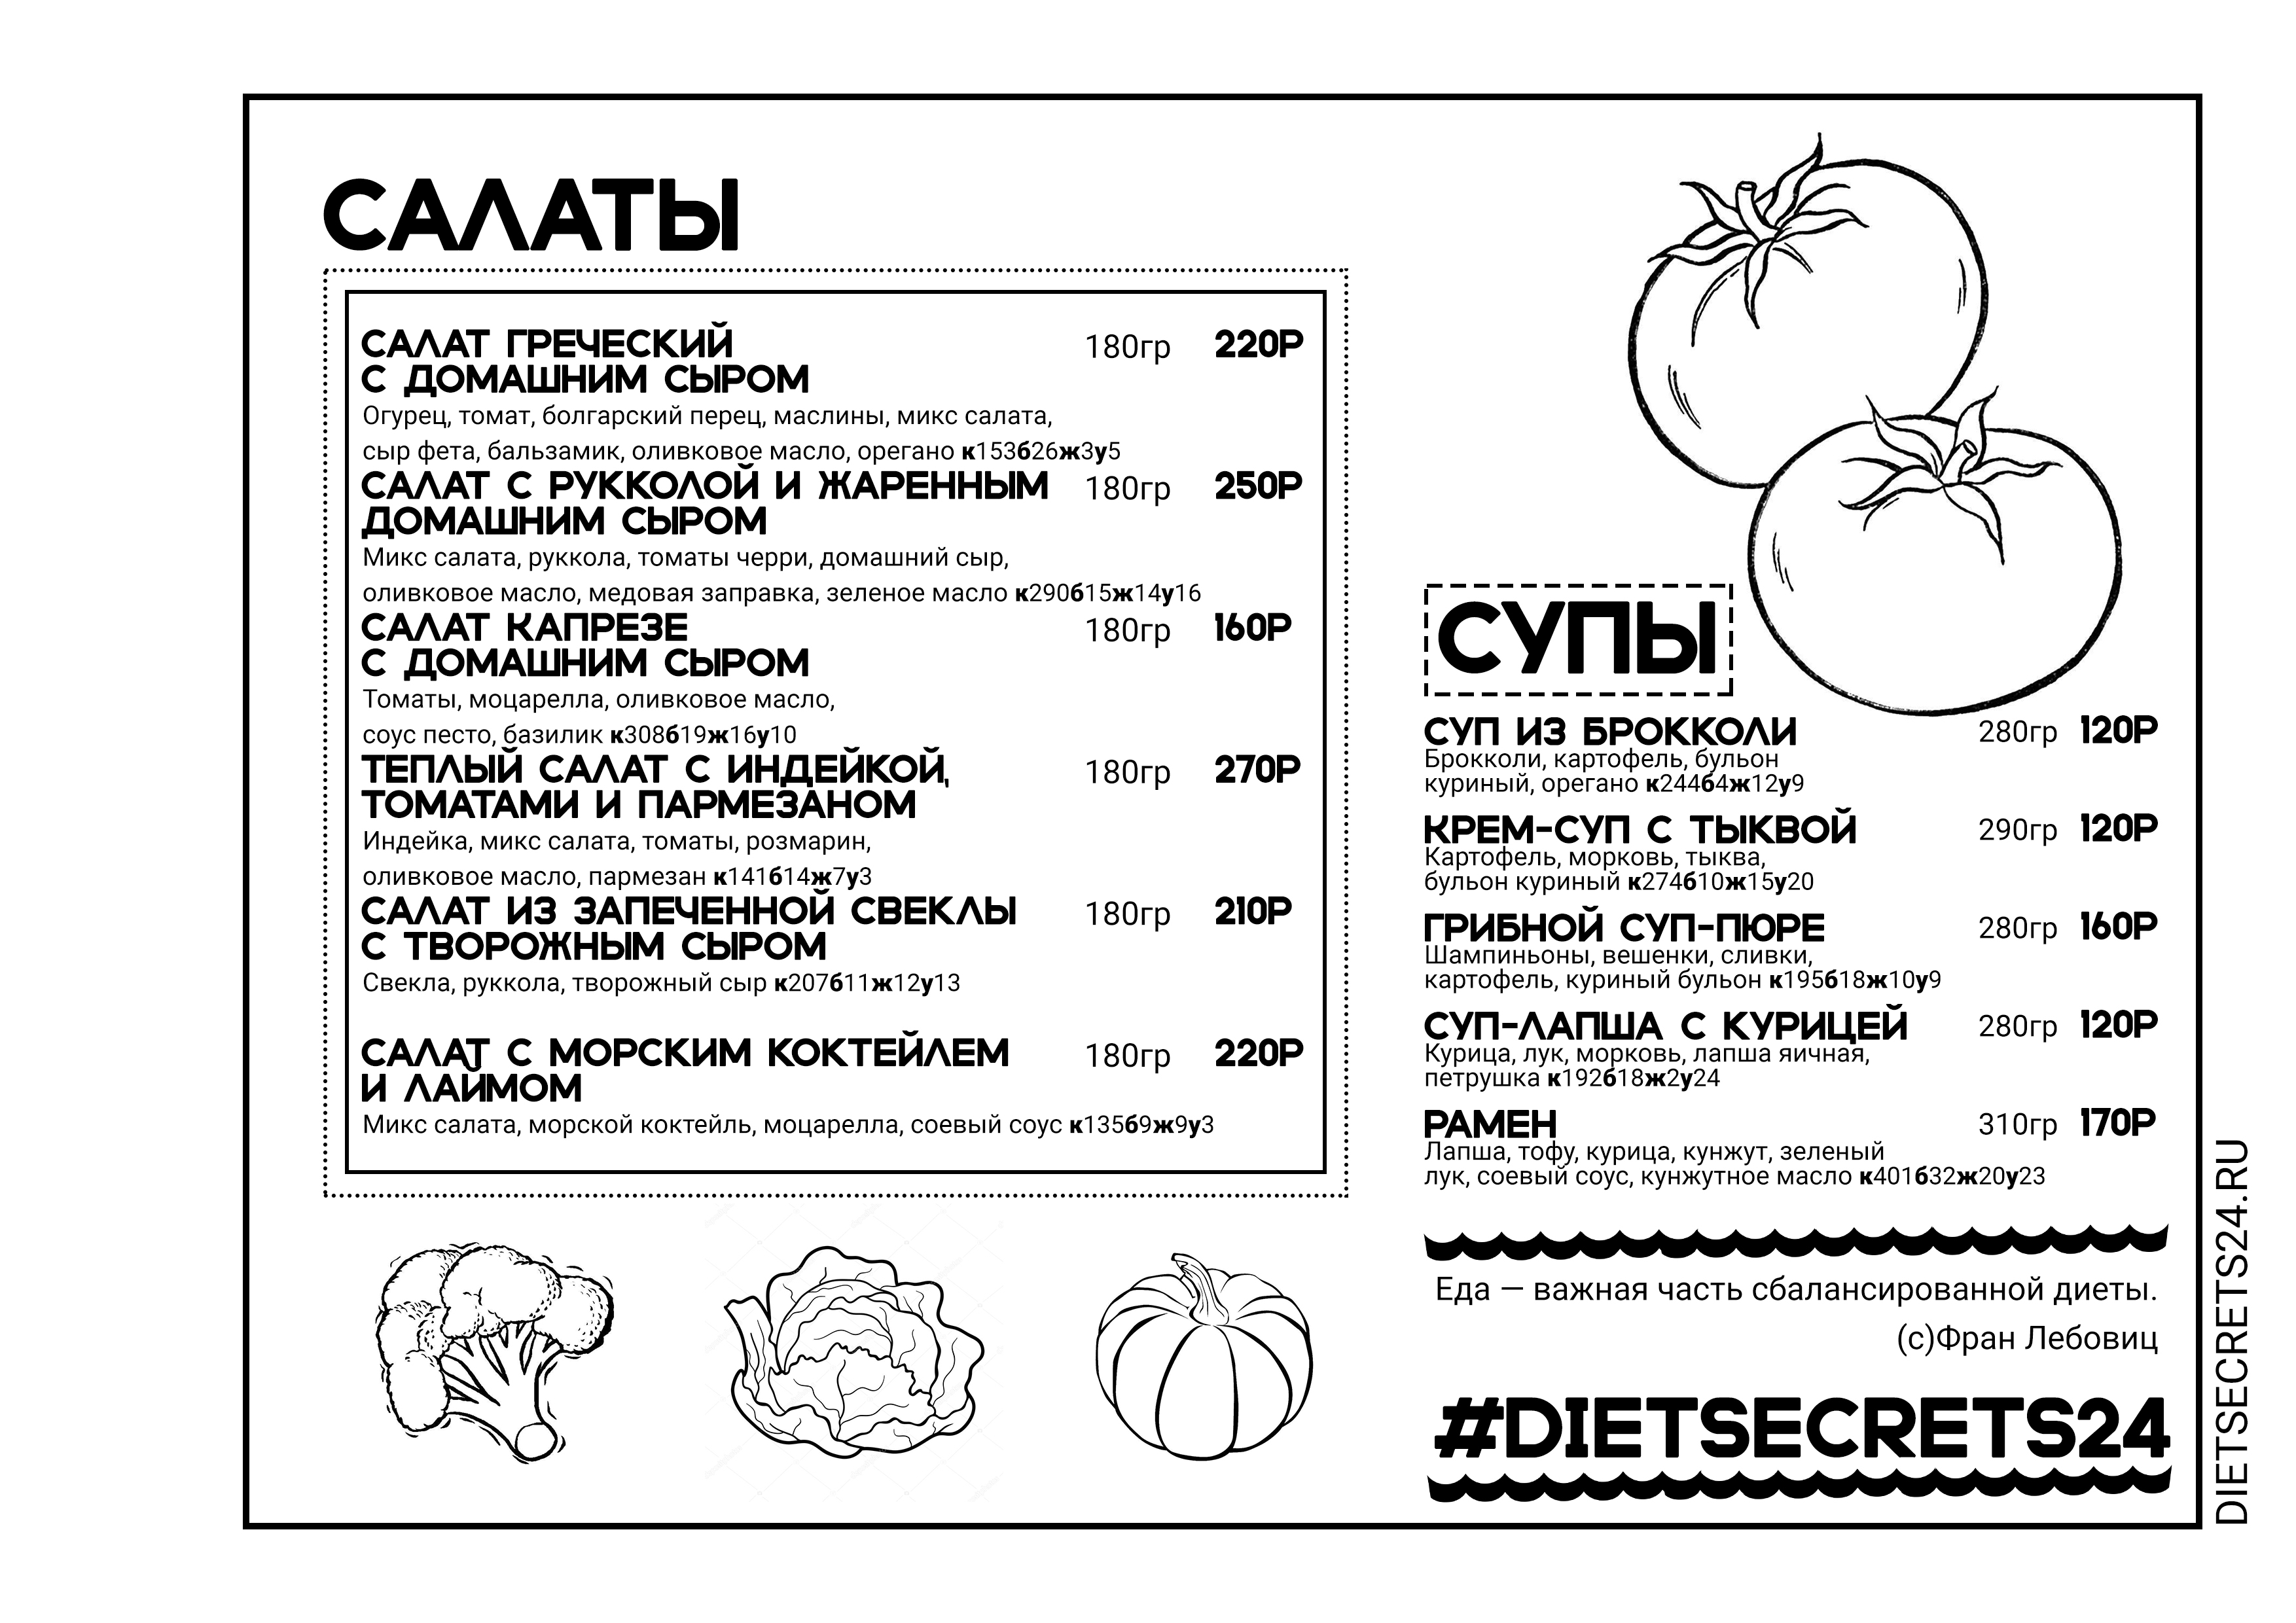 САЛАТЫ
САЛАТ ГРЕЧЕСКИЙ 180гр 220Р
С ДОМАШНИМ СЫРОМ
Огурец, томат, болгарский перец, маслины, микс салата,
сыр фета, бальзамик, оливковое масло, орегано к153б26ж3у5
САЛАТ С РУККОЛОЙ И ЖАРЕННЫМ 180гр 250Р
ДОМАШНИМ СЫРОМ
Микс салата, руккола, томаты черри, домашний сыр,
оливковое масло, медовая заправка, зеленое масло к290б15ж14у16
САЛАТ КАПРЕЗЕ 180гр 160Р
С ДОМАШНИМ СЫРОМ
Томаты, моцарелла, оливковое масло,
соус песто, базилик к308б19ж16у10
ТЕПЛЫЙ САЛАТ С ИНДЕЙКОЙ, 180гр 270Р
ТОМАТАМИ И ПАРМЕЗАНОМ
Индейка, микс салата, томаты, розмарин,
оливковое масло, пармезан к141б14ж7у3
САЛАТ ИЗ ЗАПЕЧЕННОЙ СВЕКЛЫ 180гр 210Р
С ТВОРОЖНЫМ СЫРОМ
Свекла, руккола, творожный сыр к207б11ж12у13
САЛАТ С МОРСКИМ КОКТЕЙЛЕМ 180гр 220Р
И ЛАЙМОМ
Микс салата, морской коктейль, моцарелла, соевый соус к135б9ж9у3
СУПЫ
СУП ИЗ БРОККОЛИ 280гр 120Р
Брокколи, картофель, бульон
куриный, орегано к244б4ж12у9
КРЕМ-СУП С ТЫКВОЙ 290гр 120Р
Картофель, морковь, тыква,
бульон куриный к274б10ж15у20
ГРИБНОЙ СУП-ПЮРЕ 280гр 160Р
Шампиньоны, вешенки, сливки,
картофель, куриный бульон к195б18ж10у9
СУП-ЛАПША С КУРИЦЕЙ 280гр 120Р
Курица, лук, морковь, лапша яичная,
петрушка к192б18ж2у24
РАМЕН 310гр 170Р
Лапша, тофу, курица, кунжут, зеленый
лук, соевый соус, кунжутное масло к401б32ж20у23
Еда — важная часть сбалансированной диеты.
(с)Фран Лебовиц
#DIETSECRETS24
DIETSECRETS24.RU